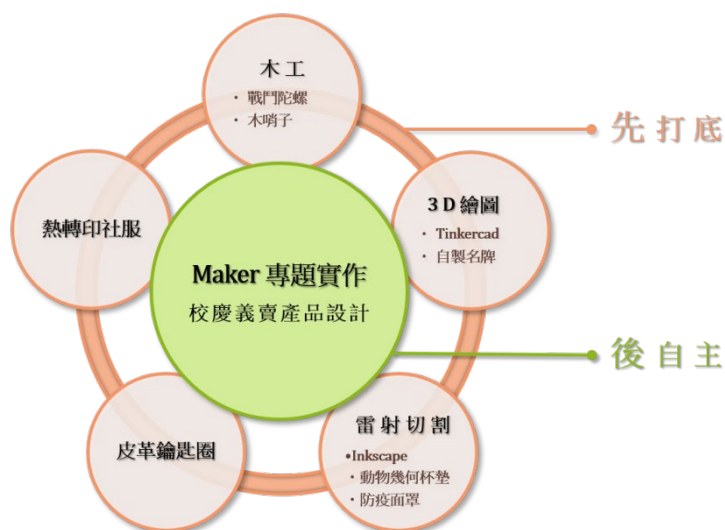 木工
・ 戰鬥陀螺
・ 木哨子
先打底
3D繪圖
・ Tinkercad
・ 自製名牌
熱轉印社服
Maker 專題實作
校慶義賣產品設計
後自主
雷射切割
•Inkscape
・動物幾何杯墊
・防疫面罩
皮革鑰匙圈